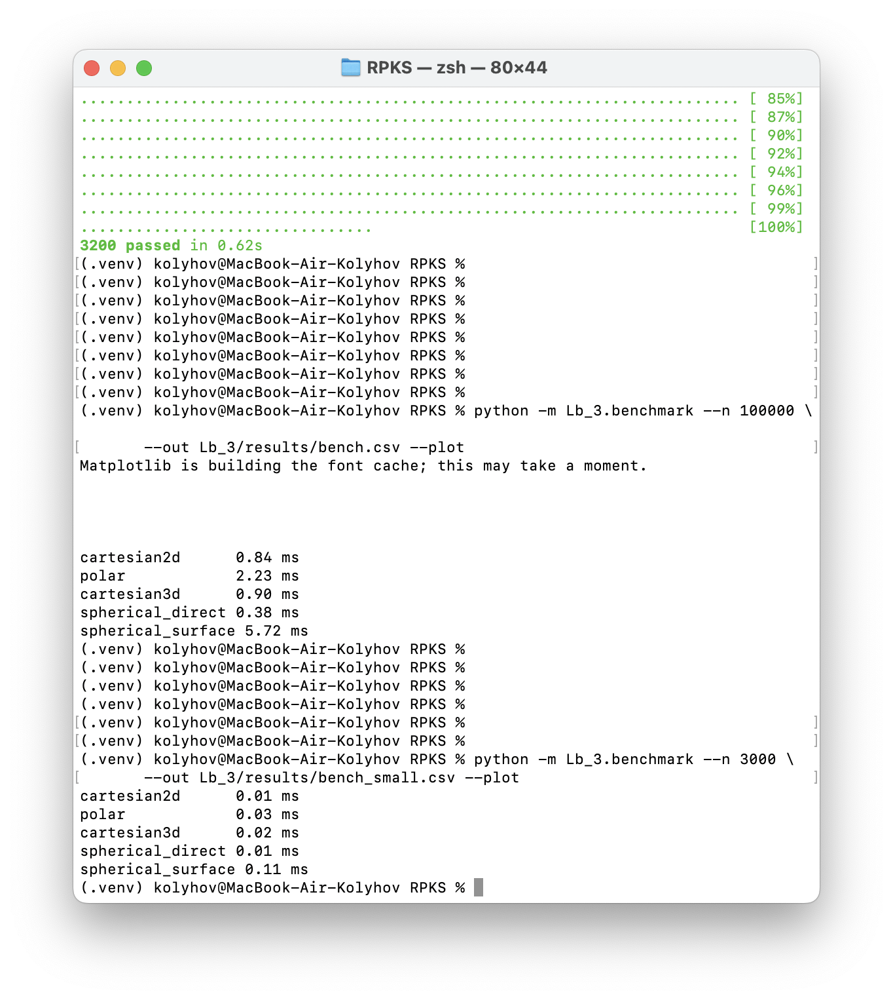 RPKS — zsh — 80×44
........................................................................ [ 85%]
........................................................................ [ 87%]
........................................................................ [ 90%]
........................................................................ [ 92%]
........................................................................ [ 94%]
........................................................................ [ 96%]
........................................................................ [ 99%]
................................ [100%]
3200 passed in 0.62s
[(.venv) kolyhov@MacBook-Air-Kolyhov RPKS % ]
[(.venv) kolyhov@MacBook-Air-Kolyhov RPKS % ]
[(.venv) kolyhov@MacBook-Air-Kolyhov RPKS % ]
[(.venv) kolyhov@MacBook-Air-Kolyhov RPKS % ]
[(.venv) kolyhov@MacBook-Air-Kolyhov RPKS % ]
[(.venv) kolyhov@MacBook-Air-Kolyhov RPKS % ]
[(.venv) kolyhov@MacBook-Air-Kolyhov RPKS % ]
[(.venv) kolyhov@MacBook-Air-Kolyhov RPKS % ]
(.venv) kolyhov@MacBook-Air-Kolyhov RPKS % python -m Lb_3.benchmark --n 100000 \
[ --out Lb_3/results/bench.csv --plot ]
Matplotlib is building the font cache; this may take a moment.
cartesian2d 0.84 ms
polar 2.23 ms
cartesian3d 0.90 ms
spherical_direct 0.38 ms
spherical_surface 5.72 ms
(.venv) kolyhov@MacBook-Air-Kolyhov RPKS %
(.venv) kolyhov@MacBook-Air-Kolyhov RPKS %
(.venv) kolyhov@MacBook-Air-Kolyhov RPKS %
(.venv) kolyhov@MacBook-Air-Kolyhov RPKS %
[(.venv) kolyhov@MacBook-Air-Kolyhov RPKS % ]
[(.venv) kolyhov@MacBook-Air-Kolyhov RPKS % ]
(.venv) kolyhov@MacBook-Air-Kolyhov RPKS % python -m Lb_3.benchmark --n 3000 \
[ --out Lb_3/results/bench_small.csv --plot ]
cartesian2d 0.01 ms
polar 0.03 ms
cartesian3d 0.02 ms
spherical_direct 0.01 ms
spherical_surface 0.11 ms
(.venv) kolyhov@MacBook-Air-Kolyhov RPKS %